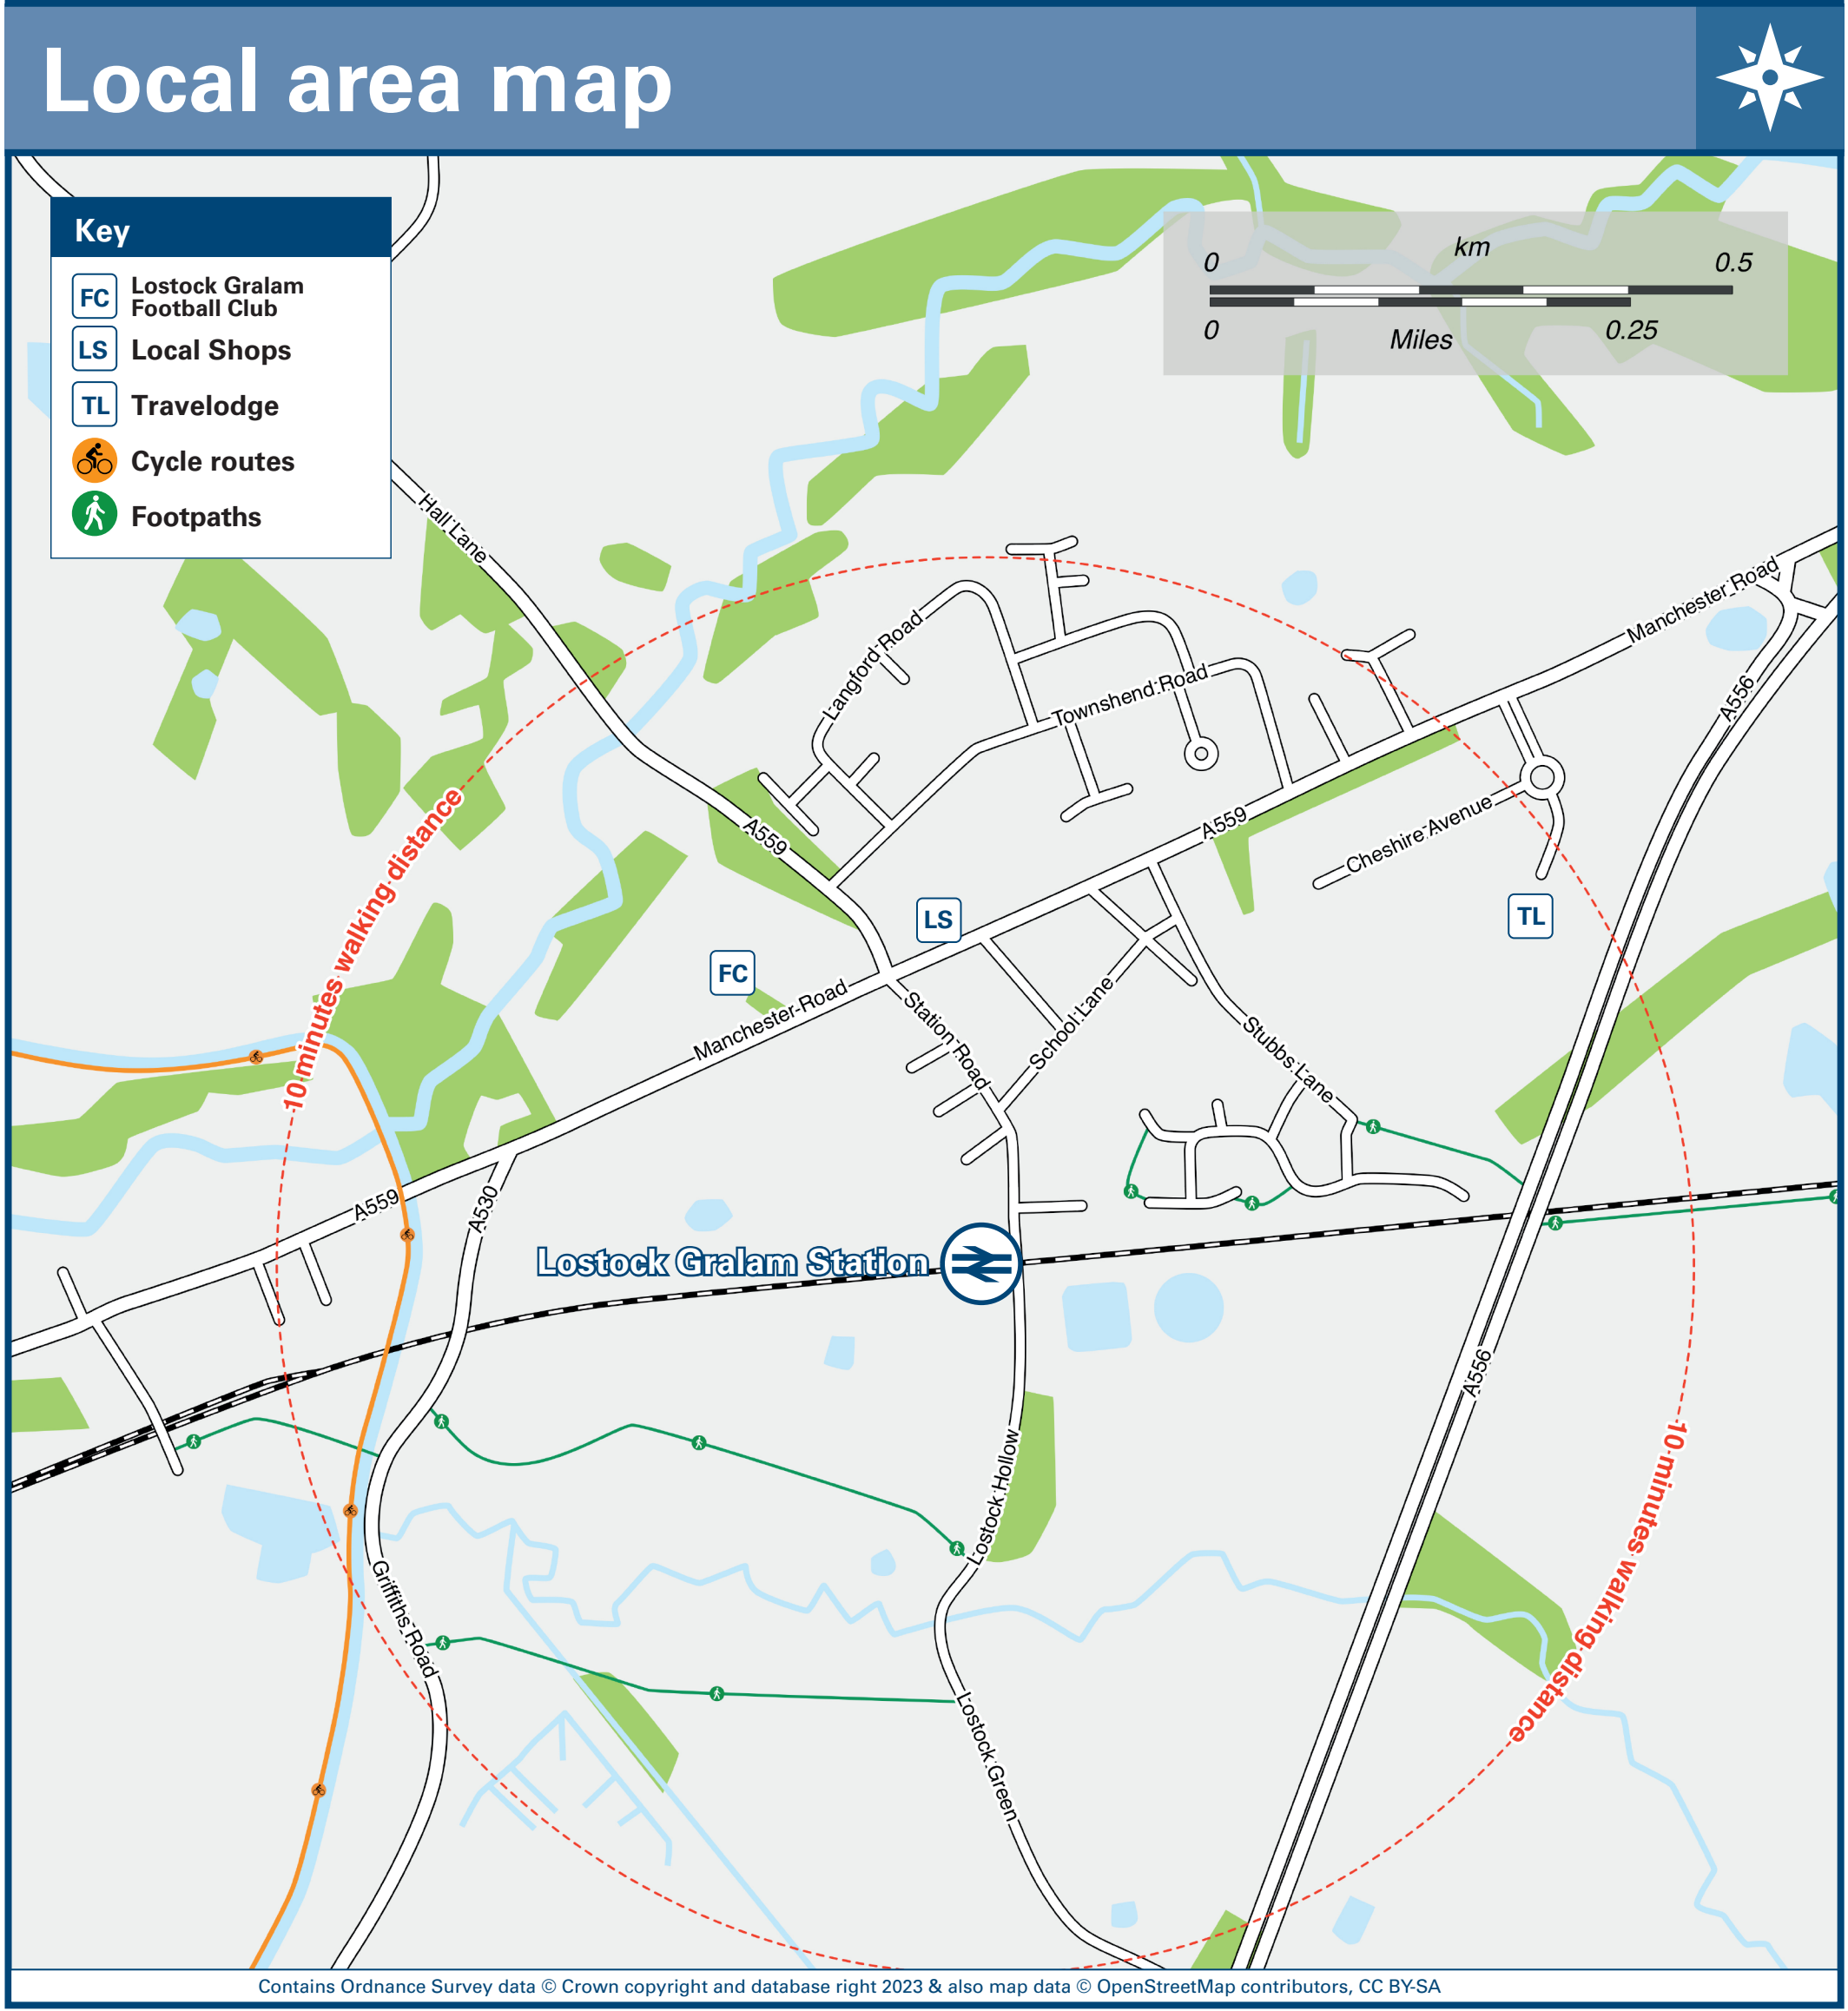 Local area map
Key
FC
Lostock Gralam
Football Club
LS
Local Shops
TL
Travelodge
Cycle routes
Footpaths
km
0
0.5
0
0.25
Miles
Hall Lane
Manchester Road
Langford Road
Townshend Road
A556
A559
A559
Cheshire Avenue
10 minutes walking distance
LS
TL
FC
Manchester Road
Station Road
School Lane
Stubbs Lane
A559
A530
Lostock Gralam Station
A556
Lostock Hollow
10 minutes walking distance
Griffiths Road
Lostock Green
Contains Ordnance Survey data © Crown copyright and database right 2023 & also map data © OpenStreetMap contributors, CC BY-SA